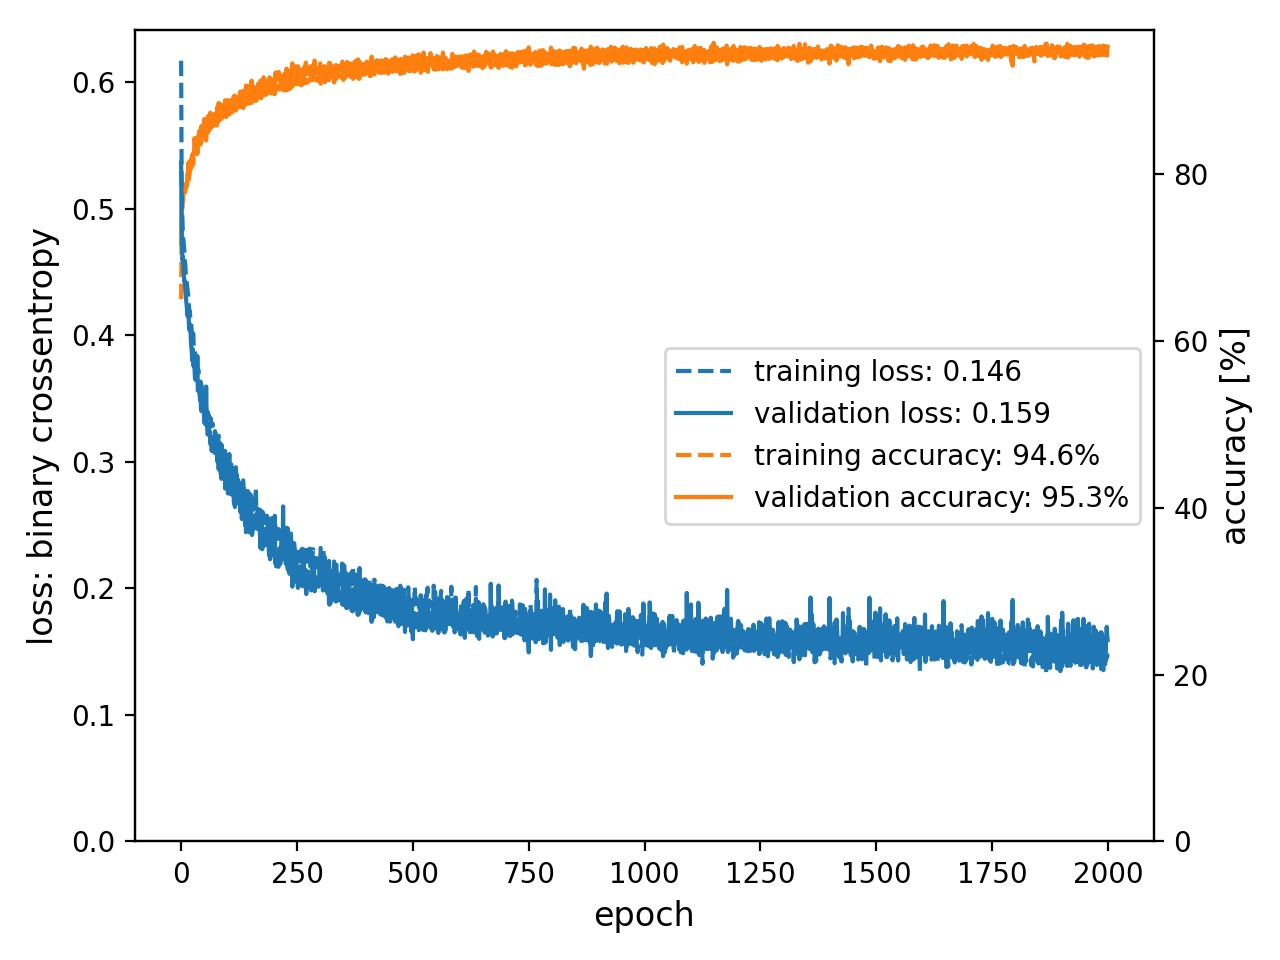 0.6
0.5
0.4
0.3
0.2
0.1
0.0
loss: binary crossentropy
training loss: 0.146
validation loss: 0.159
training accuracy: 94.6%
validation accuracy: 95.3%
80
60
40
20
0
accuracy [%]
0 250 500 750 1000 1250 1500 1750 2000
epoch